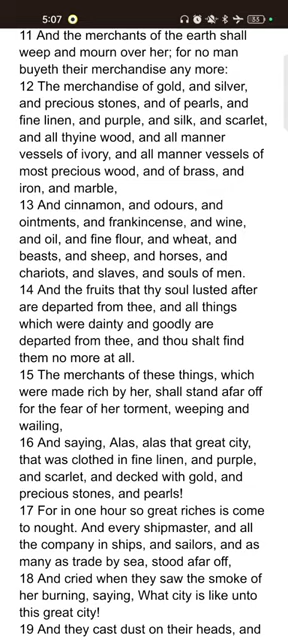 5:07
55
11 And the merchants of the earth shall
weep and mourn over her; for no man
buyeth their merchandise any more:
12 The merchandise of gold, and silver,
and precious stones, and of pearls, and
fine linen, and purple, and silk, and scarlet,
and all thyine wood, and all manner
vessels of ivory, and all manner vessels of
most precious wood, and of brass, and
iron, and marble,
13 And cinnamon, and odours, and
ointments, and frankincense, and wine,
and oil, and fine flour, and wheat, and
beasts, and sheep, and horses, and
chariots, and slaves, and souls of men.
14 And the fruits that thy soul lusted after
are departed from thee, and all things
which were dainty and goodly are
departed from thee, and thou shalt find
them no more at all.
15 The merchants of these things, which
were made rich by her, shall stand afar off
for the fear of her torment, weeping and
wailing,
16 And saying, Alas, alas that great city,
that was clothed in fine linen, and purple,
and scarlet, and decked with gold, and
precious stones, and pearls!
17 For in one hour so great riches is come
to nought. And every shipmaster, and all
the company in ships, and sailors, and as
many as trade by sea, stood afar off,
18 And cried when they saw the smoke of
her burning, saying, What city is like unto
this great city!
19 And they cast dust on their heads, and